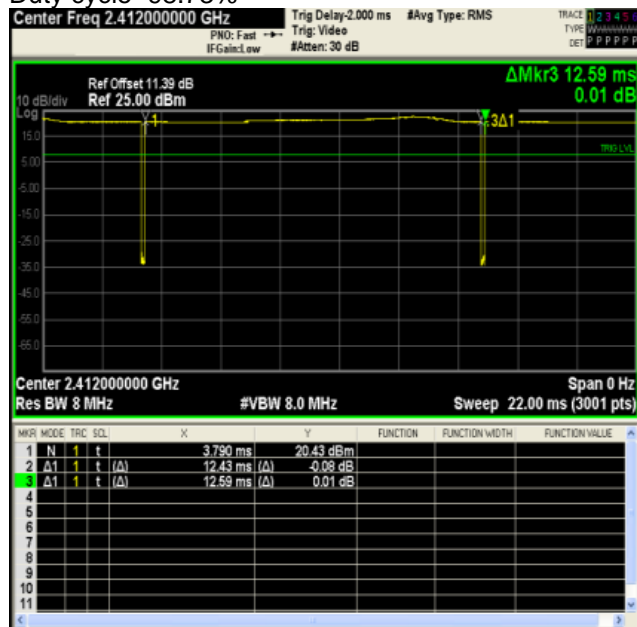 Center Freq 2.412000000 GHz
PNO: Fast
IFGain:Low
Trig Delay-2.000 ms
Trig: Video
#Atten: 30 dB
#Avg Type: RMS
TRACE 1 2 3 4 5 6
TYPE
DET P P P P P P
ΔMkr3 12.59 ms
0.01 dB
Ref Offset 11.39 dB
10 dB/div Ref 25.00 dBm
Log
1
3Δ1
15.0
TRIG LVL
5.00
-5.00
-15.0
-25.0
-35.0
-45.0
-55.0
-65.0
Center 2.412000000 GHz Span 0 Hz
Res BW 8 MHz #VBW 8.0 MHz Sweep 22.00 ms (3001 pts)
MKR MODE TRC SCL X Y FUNCTION FUNCTION WIDTH FUNCTION VALUE
1 N 1 t 3.790 ms 20.43 dBm
2 Δ1 1 t (Δ) 12.43 ms (Δ) -0.08 dB
3 Δ1 1 t (Δ) 12.59 ms (Δ) 0.01 dB
4
5
6
7
8
9
10
11